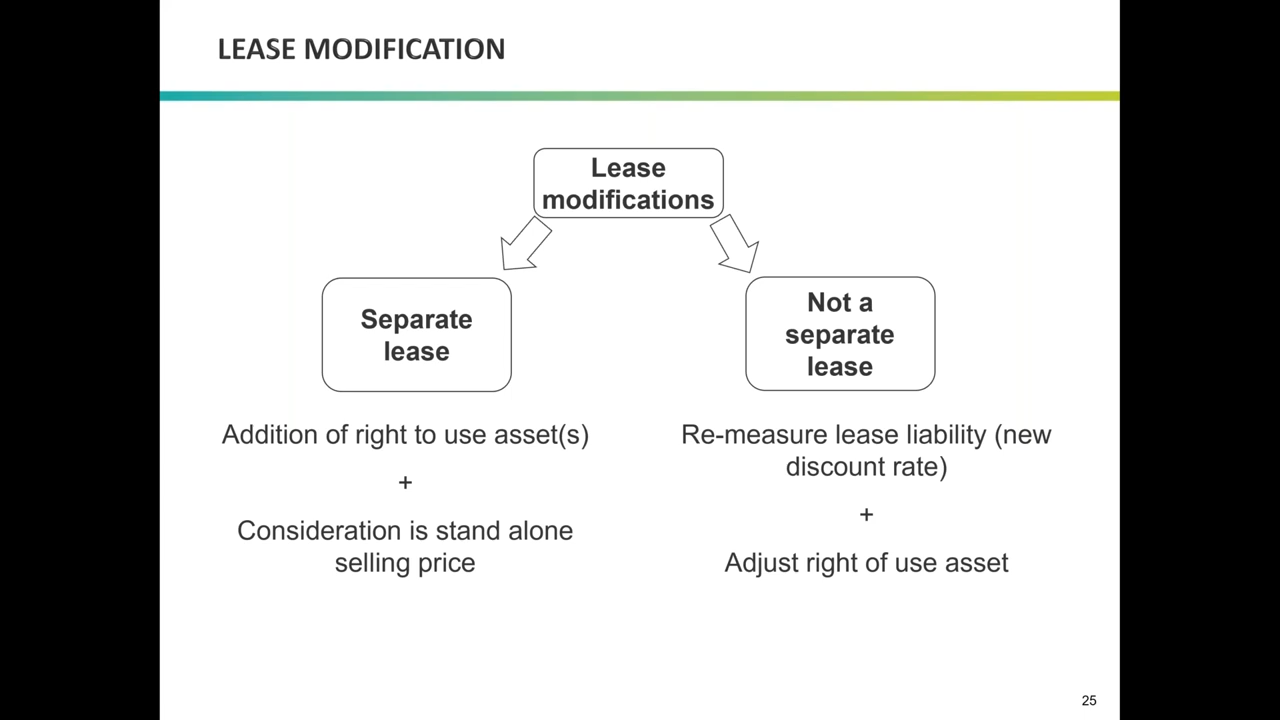 LEASE MODIFICATION
Lease
modifications
Separate
lease
Not a
separate
lease
Addition of right to use asset(s)
+
Consideration is stand alone
selling price
Re-measure lease liability (new
discount rate)
+
Adjust right of use asset
25